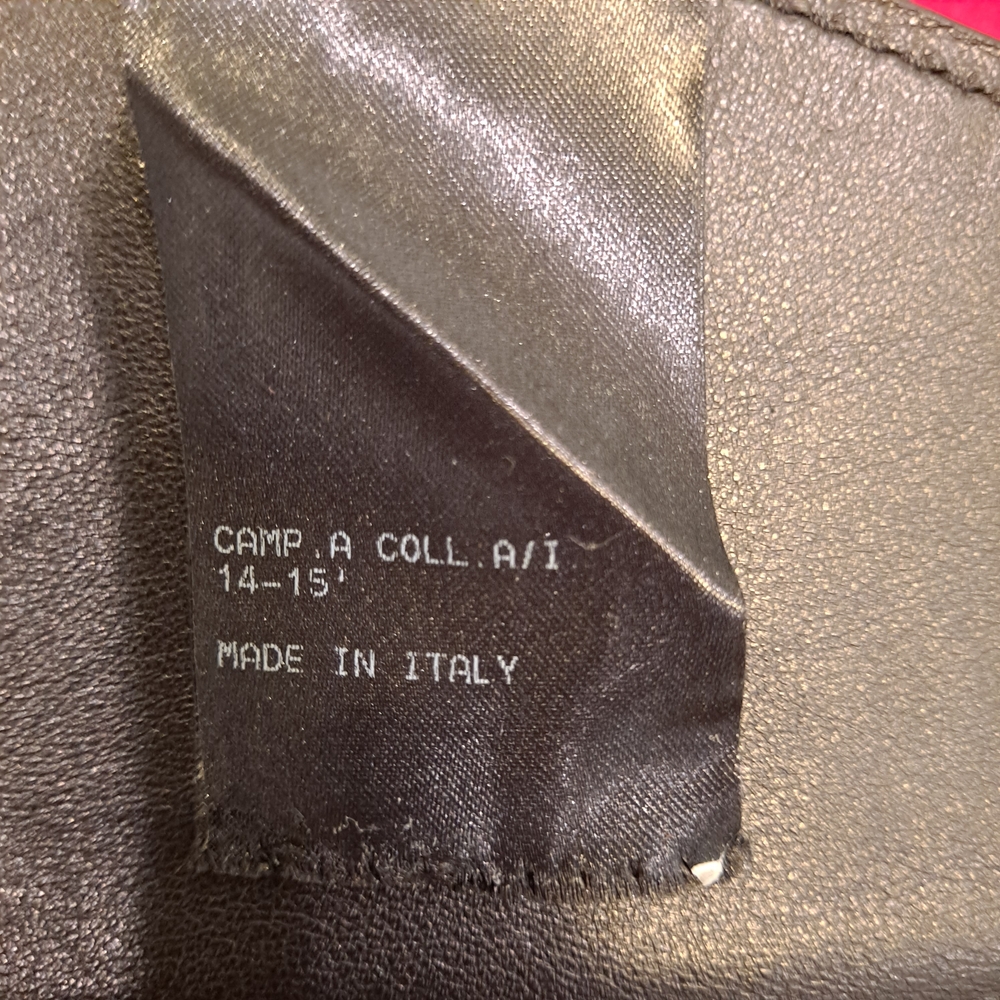 CAMP.A COLL.A/I
14-15'
MADE IN ITALY